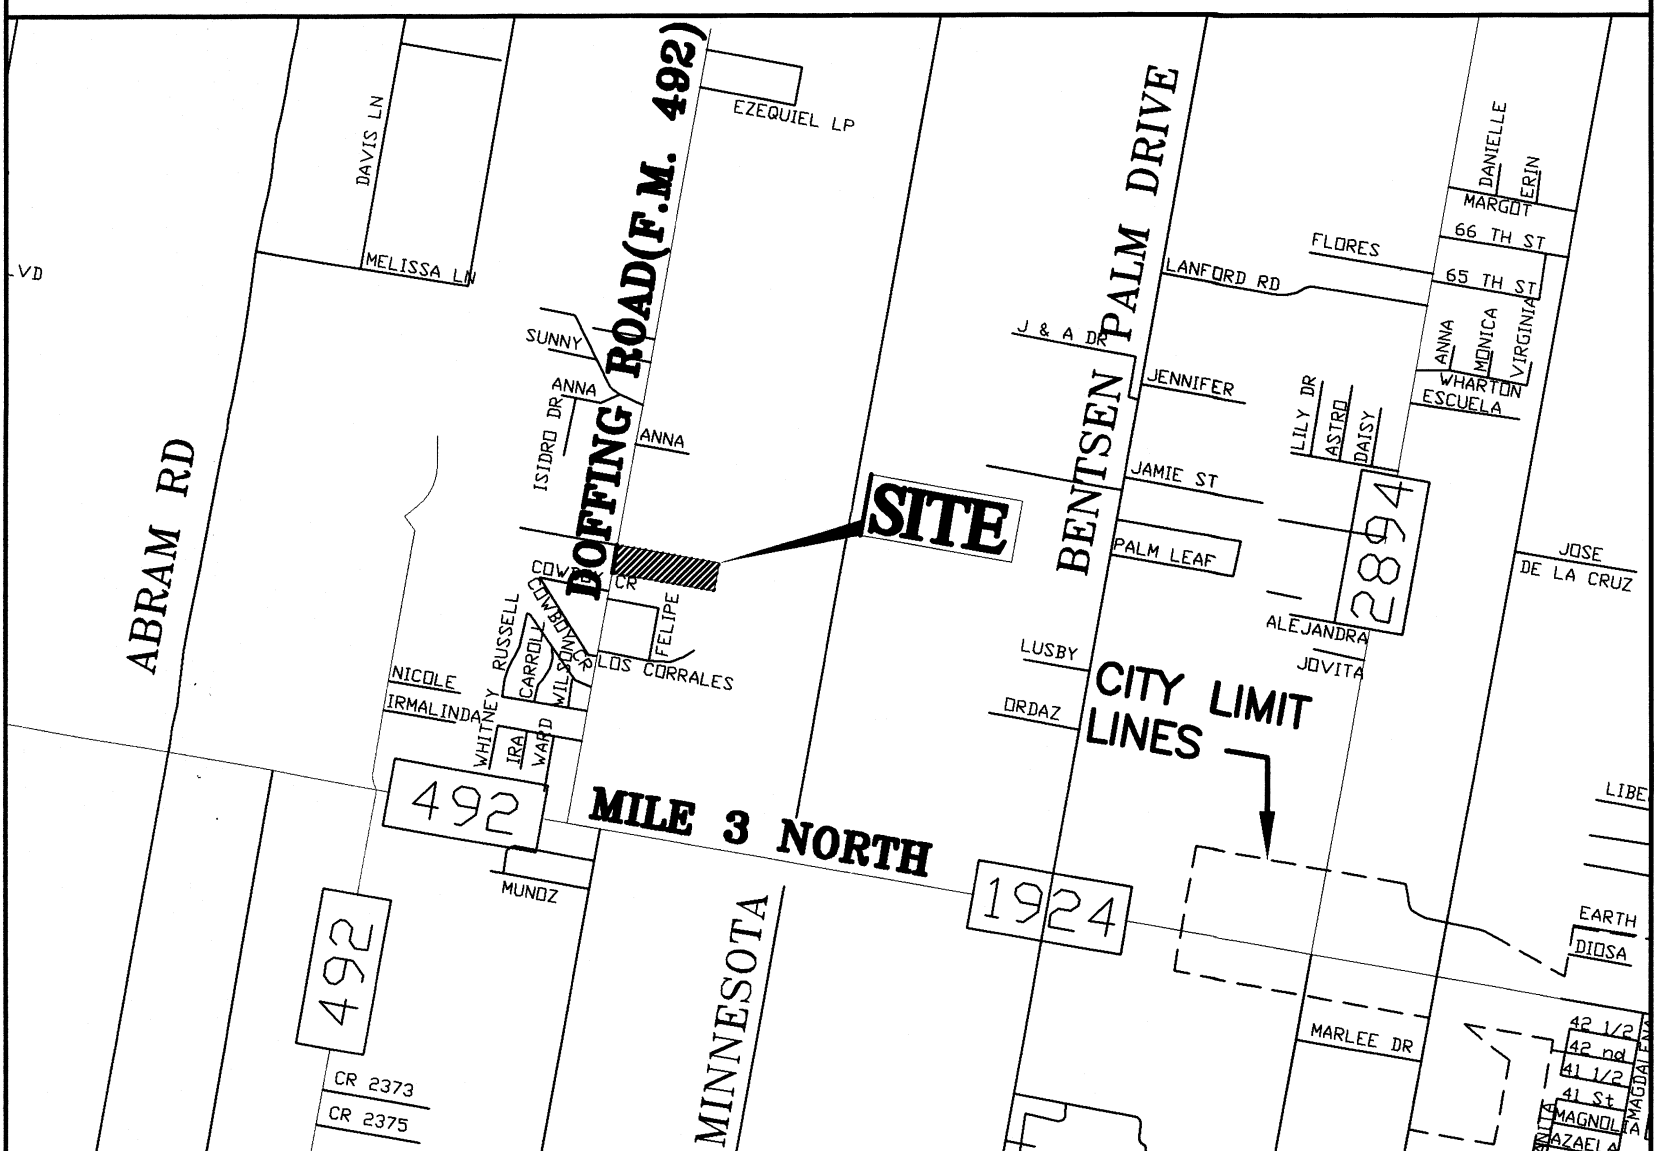 DOFFING ROAD(F.M. 492)
EZEQUIEL LP
DAVIS LN
PALM DRIVE
BENTSEN
DANIELLE
ERIN
MARGOT
66 TH ST
FLORES
65 TH ST
LVD
MELISSA LN
LANFORD RD
J & A DR
SUNNY
ANNA
MONICA
VIRGINIA
WHARTON
ESCUELA
JENNIFER
ANNA
ISIDRO DR
ANNA
LILY DR
ASTRO
DAISY
ABRAM RD
JAMIE ST
SITE
28894
PALM LEAF
JOSE
DE LA CRUZ
COWBOY CR
COWBOY CR
RUSSELL
CARROLL
WILSON
FELIPE
LOS CORRALES
ALEJANDRA
JOVITA
LUSBY
NICOLE
IRMALINDA
WHITNEY
IRA
WARD
ORDAZ
CITY LIMIT
LINES
492
MILE 3 NORTH
MUNOZ
1924
EARTH
DIOSA
492
MINNESOTA
MARLEE DR
42 1/2
42 nd
41 1/2
41 St
MAGNOLIA
AZAELA
MAGDALENA
CR 2373
CR 2375